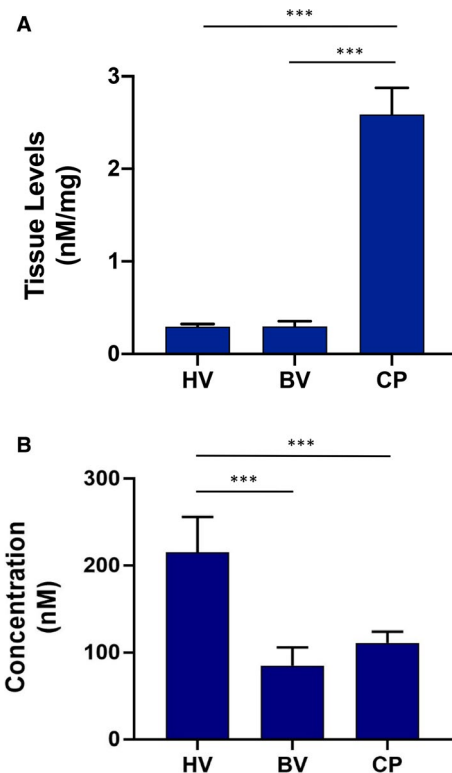 A
***
***
Tissue Levels
(nM/mg)
3
2
1
0
HV BV CP
B
***
***
Concentration
(nM)
300
200
100
0
HV BV CP